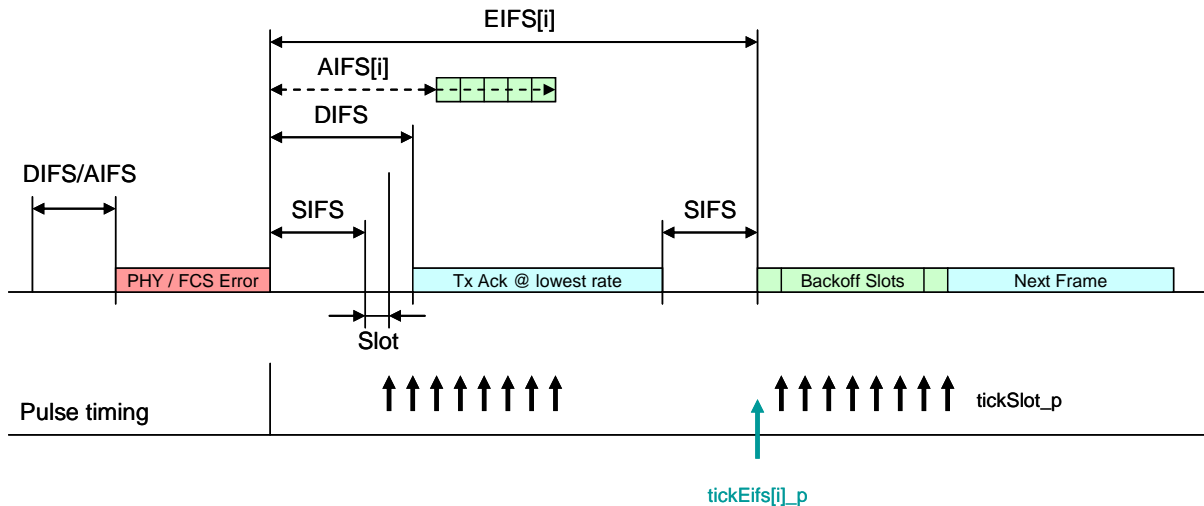 EIFS[i]
AIFS[i]
DIFS
DIFS/AIFS
SIFS
SIFS
PHY / FCS Error
Tx Ack @ lowest rate
Backoff Slots
Next Frame
Slot
Pulse timing
tickSlot_p
tickEifs[i]_p